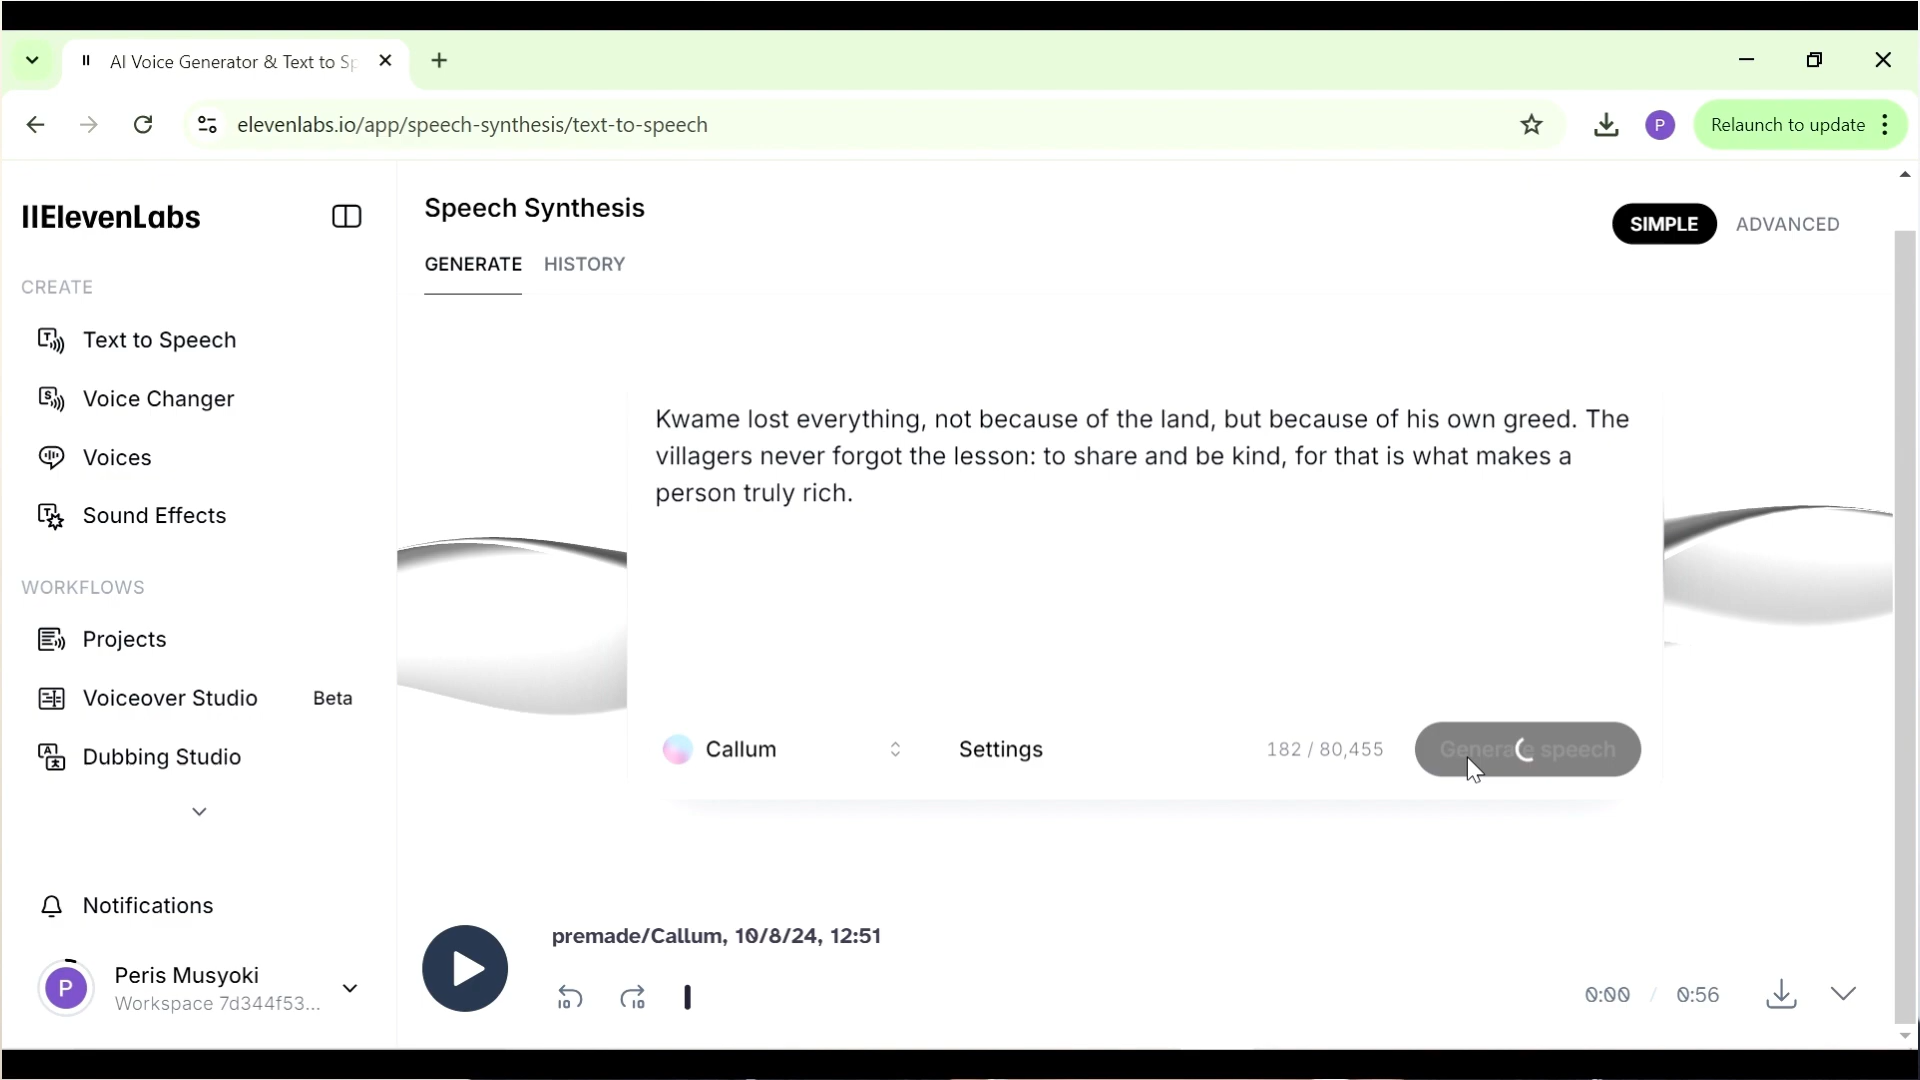 AI Voice Generator & Text to Sp
elevenlabs.io/app/speech-synthesis/text-to-speech
P
Relaunch to update
IIElevenLabs
CREATE
Text to Speech
Voice Changer
Voices
Sound Effects
WORKFLOWS
Projects
Voiceover Studio Beta
Dubbing Studio
Notifications
P
Peris Musyoki
Workspace 7d344f53...
Speech Synthesis
SIMPLE ADVANCED
GENERATE HISTORY
Kwame lost everything, not because of the land, but because of his own greed. The
villagers never forgot the lesson: to share and be kind, for that is what makes a
person truly rich.
Callum Settings 182 / 80,455 Generate speech
premade/Callum, 10/8/24, 12:51
10 10 0:00 / 0:56